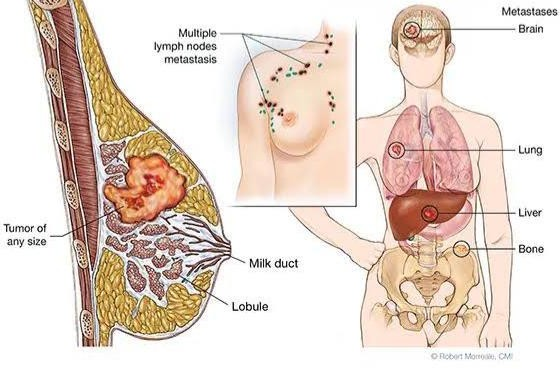 Multiple
lymph nodes
metastasis
Metastases
Brain
Lung
Liver
Bone
Tumor of
any size
Milk duct
Lobule
© Robert Morreale, CMI